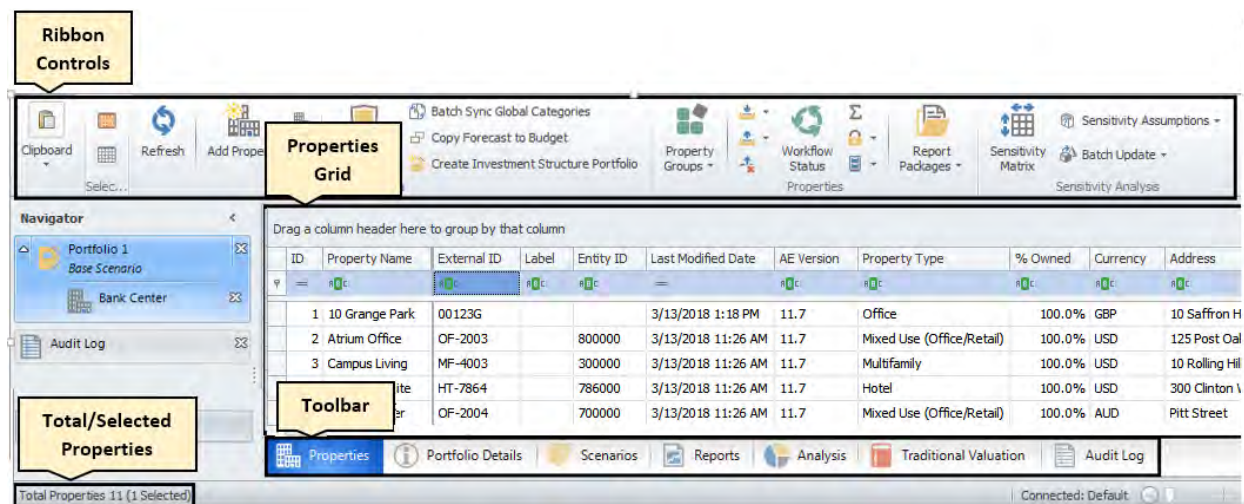 Ribbon
Controls
Batch Sync Global Categories
Copy Forecast to Budget
Create Investment Structure Portfolio
Clipboard
Refresh
Add Prope
Selec...
Properties
Grid
Property
Groups
Workflow
Status
Report
Packages
Properties
Sensitivity
Matrix
Sensitivity Assumptions
Batch Update
Sensitivity Analysis
Navigator
Portfolio 1
Base Scenario
Bank Center
Audit Log
Drag a column header here to group by that column
ID Property Name External ID Label Entity ID Last Modified Date AE Version Property Type % Owned Currency Address
1 10 Grange Park 00123G 3/13/2018 1:18 PM 11.7 Office 100.0% GBP 10 Saffron H
2 Atrium Office OF-2003 800000 3/13/2018 11:26 AM 11.7 Mixed Use (Office/Retail) 100.0% USD 125 Post Oal
3 Campus Living MF-4003 300000 3/13/2018 11:26 AM 11.7 Multifamily 100.0% USD 10 Rolling Hil
HT-7864 786000 3/13/2018 11:26 AM 11.7 Hotel 100.0% USD 300 Clinton
OF-2004 700000 3/13/2018 11:26 AM 11.7 Mixed Use (Office/Retail) 100.0% AUD Pitt Street
Toolbar
Total/Selected
Properties
Properties Portfolio Details Scenarios Reports Analysis Traditional Valuation Audit Log
Total Properties 11 (1 Selected)
Connected: Default